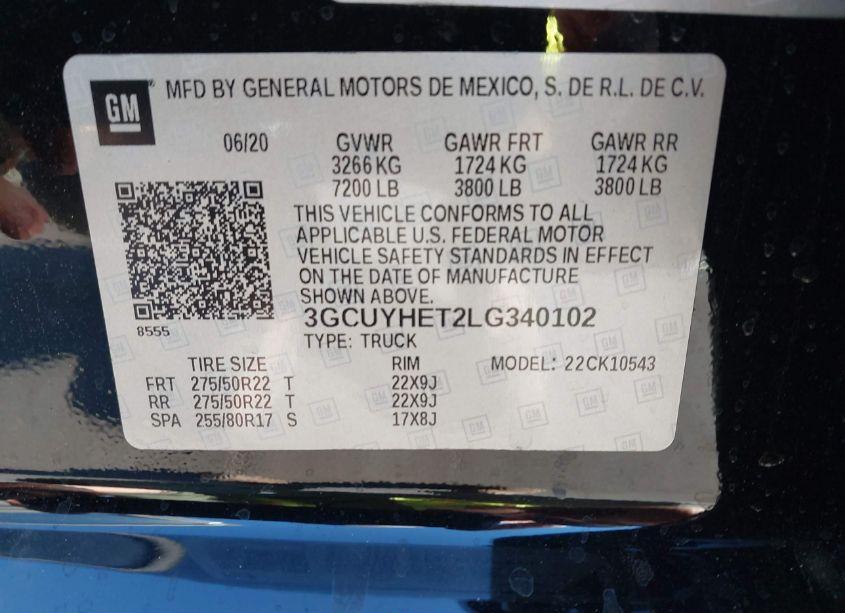 GM
MFD BY GENERAL MOTORS DE MEXICO, S. DE R.L. DE C.V.
06/20 GVWR GAWR FRT GAWR RR
3266 KG 1724 KG 1724 KG
7200 LB 3800 LB 3800 LB
THIS VEHICLE CONFORMS TO ALL
APPLICABLE U.S. FEDERAL MOTOR
VEHICLE SAFETY STANDARDS IN EFFECT
ON THE DATE OF MANUFACTURE
SHOWN ABOVE.
8555
3GCUYHET2LG340102
TYPE: TRUCK
TIRE SIZE RIM MODEL: 22CK10543
FRT 275/50R22 T 22X9J
RR 275/50R22 T 22X9J
SPA 255/80R17 S 17X8J